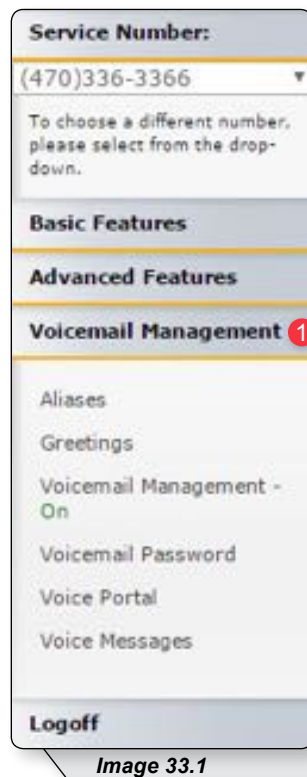 Service Number:
(470)336-3366
To choose a different number,
please select from the drop-
down.
Basic Features
Advanced Features
Voicemail Management 1
Aliases
Greetings
Voicemail Management -
On
Voicemail Password
Voice Portal
Voice Messages
Logoff
Image 33.1